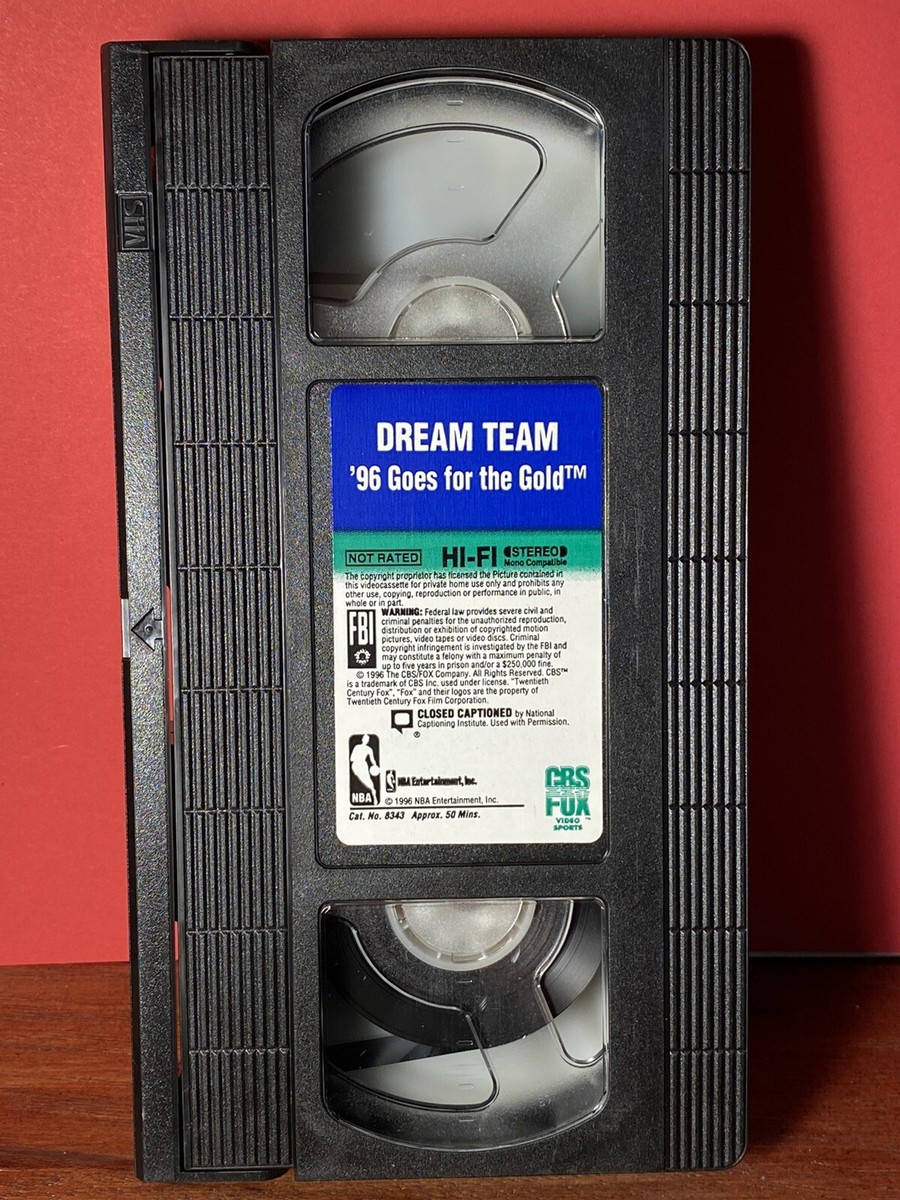 VHS
DREAM TEAM
'96 Goes for the Gold™
NOT RATED HI-FI STEREO
Mono Compatible
The copyright proprietor has licensed the Picture contained in
this videocassette for private home use only and prohibits any
other use, copying, reproduction or performance in public, in
whole or in part.
FBI
WARNING: Federal law provides severe civil and
criminal penalties for the unauthorized reproduction,
distribution or exhibition of copyrighted motion
pictures, video tapes or video discs. Criminal
copyright infringement is investigated by the FBI and
may constitute a felony with a maximum penalty of
up to five years in prison and/or a $250,000 fine.
© 1996 The CBS/FOX Company. All Rights Reserved. CBS™
is a trademark of CBS Inc. used under license. "Twentieth
Century Fox", "Fox" and their logos are the property of
Twentieth Century Fox Film Corporation.
CLOSED CAPTIONED by National
Captioning Institute. Used with Permission.
®
NBA
NBA Entertainment, Inc.
© 1996 NBA Entertainment, Inc.
Cat. No. 8343 Approx. 50 Mins.
CBS
FOX
VIDEO ™
SPORTS